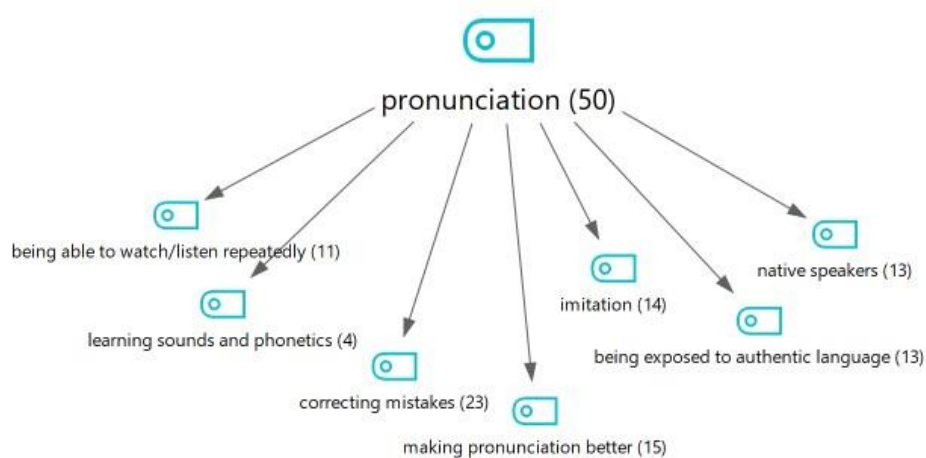 pronunciation (50)
being able to watch/listen repeatedly (11)
native speakers (13)
imitation (14)
learning sounds and phonetics (4)
being exposed to authentic language (13)
correcting mistakes (23)
making pronunciation better (15)